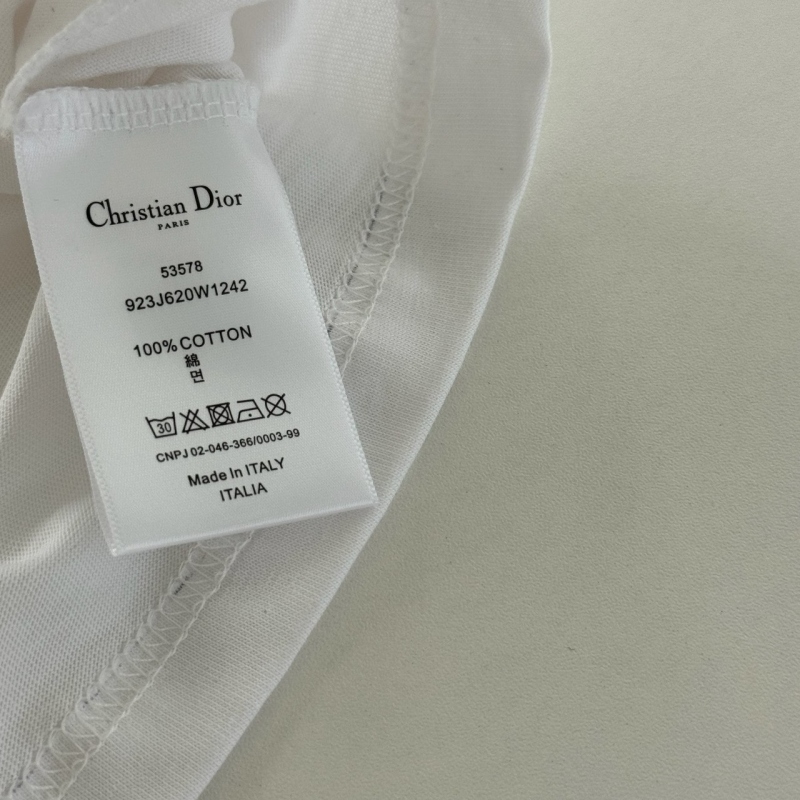 Christian Dior
PARIS
53578
923J620W1242
100% COTTON
綿
면
30
CNPJ 02-046-366/0003-99
Made In ITALY
ITALIA